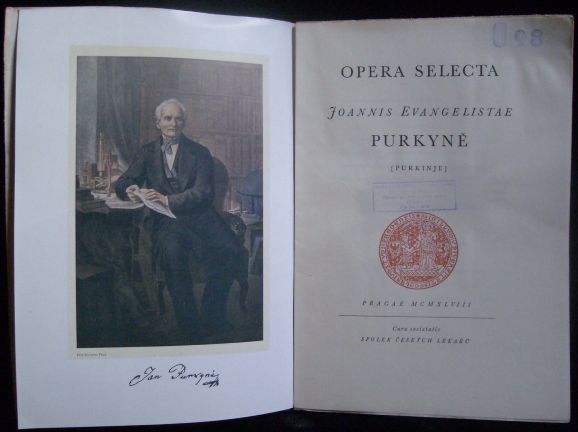 Jan Purkyně
OPERA SELECTA
JOANNIS EVANGELISTAE
PURKYNĚ
[PURKINJE]
PRAGAE MCMXLVIII
Cura societatis
SPOLEK ČESKÝCH LÉKAŘŮ